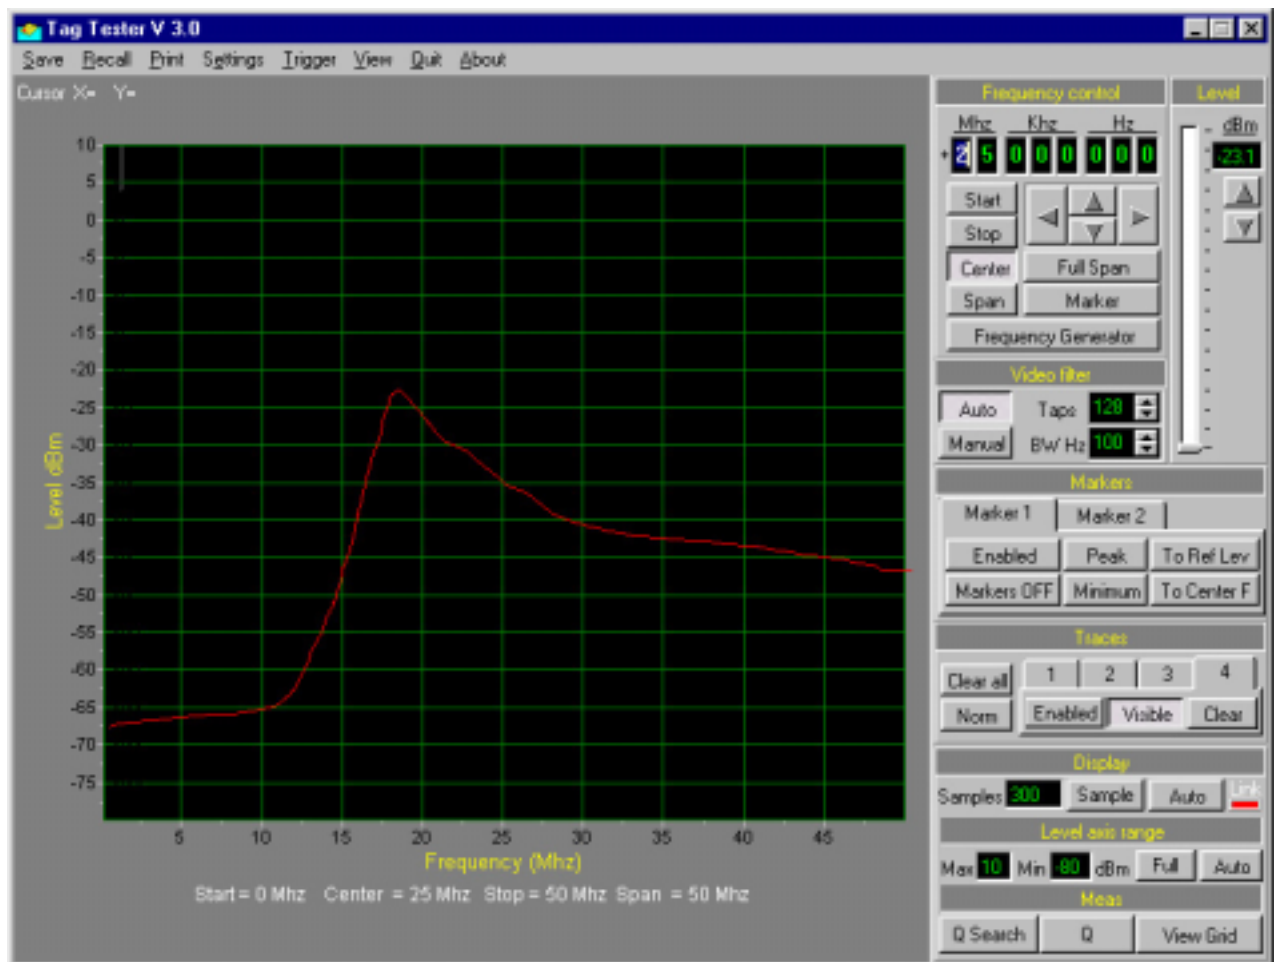 Tag Tester V 3.0
Save Recall Print Settings Trigger View Quit About
Cursor X= Y=
10
5
0
-5
-10
-15
-20
-25
-30
-35
-40
-45
-50
-55
-60
-65
-70
-75
Level dBm
5 10 15 20 25 30 35 40 45
Frequency (Mhz)
Start = 0 Mhz Center = 25 Mhz Stop = 50 Mhz Span = 50 Mhz
Frequency control
Mhz Khz Hz
+ 2 5 0 0 0 0 0 0
Start
Stop
Center Full Span
Span Marker
Frequency Generator
Level
dBm
-23.1
Video filter
Auto Taps 128
Manual BW Hz 100
Markers
Marker 1 Marker 2
Enabled Peak To Ref Lev
Markers OFF Minimum To Center F
Traces
Clear all 1 2 3 4
Norm Enabled Visible Clear
Display
Samples 300 Sample Auto Link
Level axis range
Max 10 Min -80 dBm Full Auto
Meas
Q Search Q View Grid